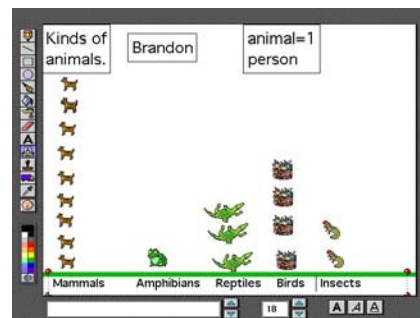 Kinds of
animals.
Brandon
animal=1
person
Mammals Amphibians Reptiles Birds Insects
18
A A A